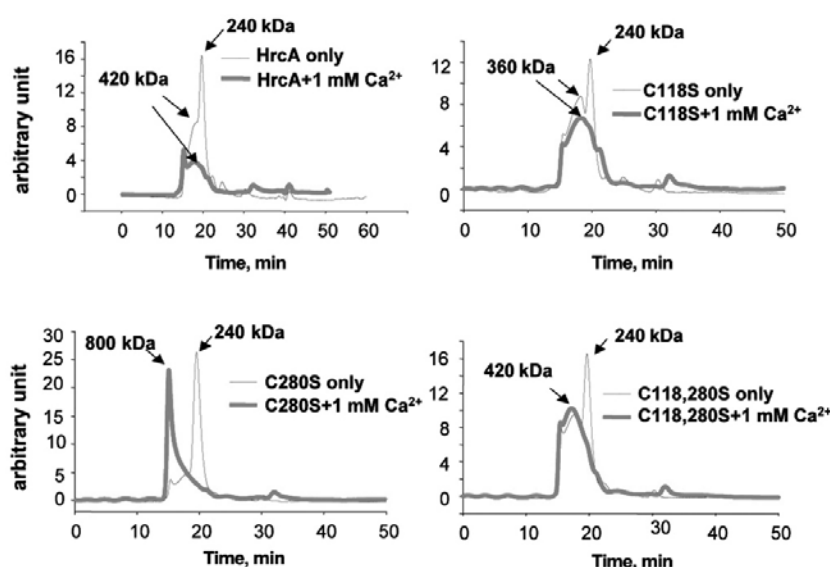 240 kDa
HrcA only
HrcA+1 mM Ca²⁺
420 kDa
arbitrary unit
16
12
8
4
0
0 10 20 30 40 50 60
Time, min
240 kDa
360 kDa
C118S only
C118S+1 mM Ca²⁺
16
12
8
4
0
0 10 20 30 40 50
Time, min
800 kDa
240 kDa
C280S only
C280S+1 mM Ca²⁺
arbitrary unit
30
25
20
15
10
5
0
0 10 20 30 40 50
Time, min
240 kDa
420 kDa
C118,280S only
C118,280S+1 mM Ca²⁺
16
12
8
4
0
0 10 20 30 40 50
Time, min